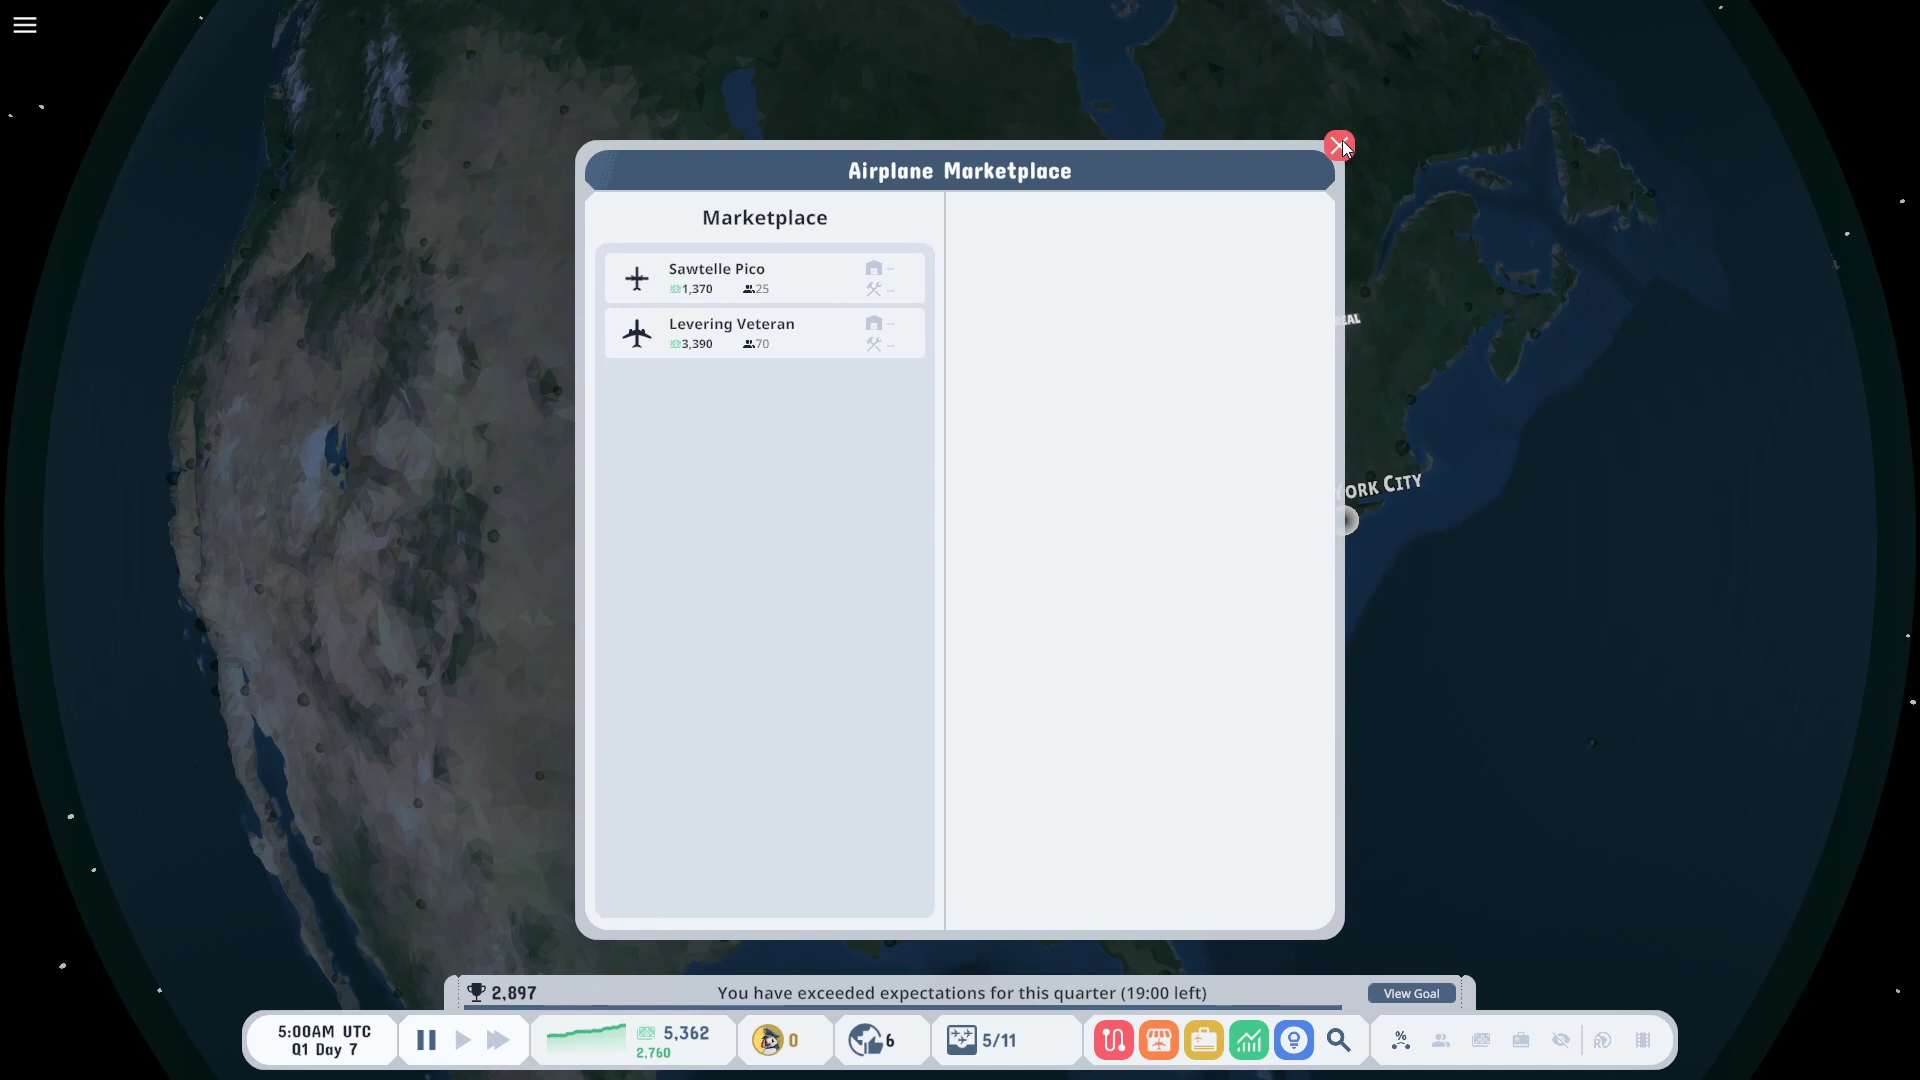 Airplane Marketplace
Marketplace
Sawtelle Pico
1,370 25 --
--
Levering Veteran
3,390 70 --
--
REAL
YORK CITY
2,897
You have exceeded expectations for this quarter (19:00 left)
View Goal
5:00AM UTC
Q1 Day 7
5,362
2,760
0
6
5/11
%